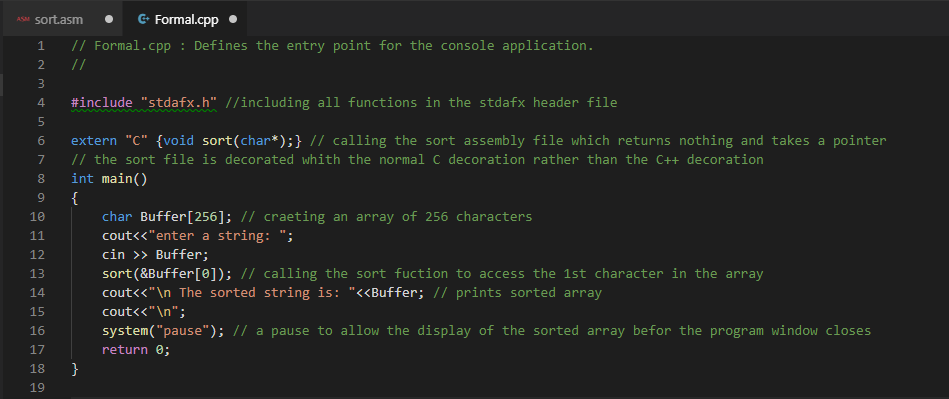 ASM sort.asm ● Formal.cpp ●
1 // Formal.cpp : Defines the entry point for the console application.
2 //
3
4 #include "stdafx.h" //including all functions in the stdafx header file
5
6 extern "C" {void sort(char*);} // calling the sort assembly file which returns nothing and takes a pointer
7 // the sort file is decorated whith the normal C decoration rather than the C++ decoration
8 int main()
9 {
10     char Buffer[256]; // craeting an array of 256 characters
11     cout<<"enter a string: ";
12     cin >> Buffer;
13     sort(&Buffer[0]); // calling the sort fuction to access the 1st character in the array
14     cout<<"\n The sorted string is: "<<Buffer; // prints sorted array
15     cout<<"\n";
16     system("pause"); // a pause to allow the display of the sorted array befor the program window closes
17     return 0;
18 }
19